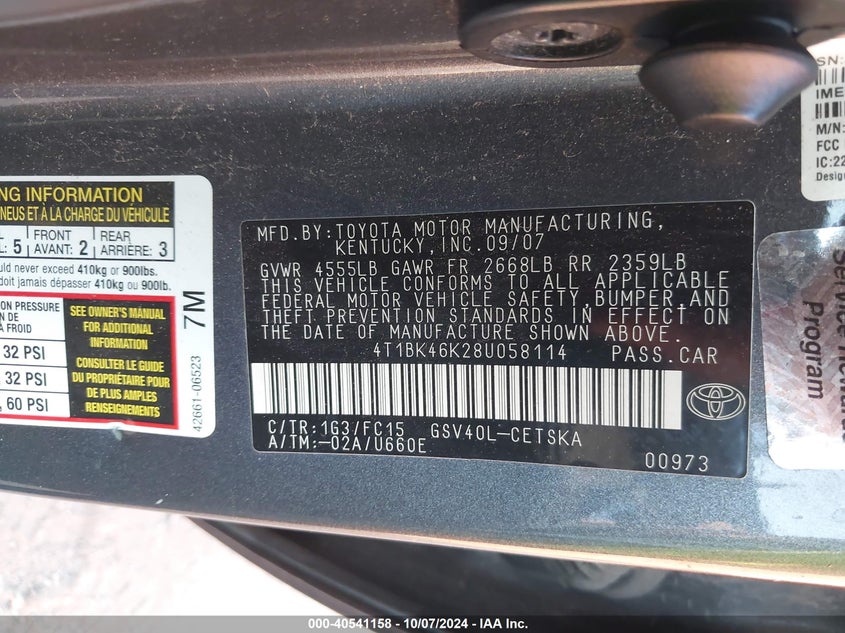 NG INFORMATION
NEUS ET À LA CHARGE DU VÉHICULE
5 FRONT AVANT: 2 REAR ARRIÈRE: 3
never exceed 410kg or 900lbs.
doit jamais dépasser 410 kg ou 900lb.
PRESSURE
À FROID
32 PSI
32 PSI
60 PSI
SEE OWNER'S MANUAL
FOR ADDITIONAL
INFORMATION
CONSULTER LE GUIDE
DU PROPRIÉTAIRE POUR
DE PLUS AMPLES
RENSEIGNEMENTS
7M
42661-06523
MFD. BY: TOYOTA MOTOR MANUFACTURING,
KENTUCKY, INC. 09/07
GVWR 4555LB GAWR FR 2668LB RR 2359LB
THIS VEHICLE CONFORMS TO ALL APPLICABLE
FEDERAL MOTOR VEHICLE SAFETY, BUMPER, AND
THEFT PREVENTION STANDARDS IN EFFECT ON
THE DATE OF MANUFACTURE SHOWN ABOVE.
4T1BK46K28U058114 PASS.CAR
C/TR: 1G3/FC15 GSV40L-CETSKA
A/TM:-02A/U660E
00973
SN:
IME
M/N:
FCC
IC:22
Desig
Program
000-40541158 - 10/07/2024 - IAA Inc.